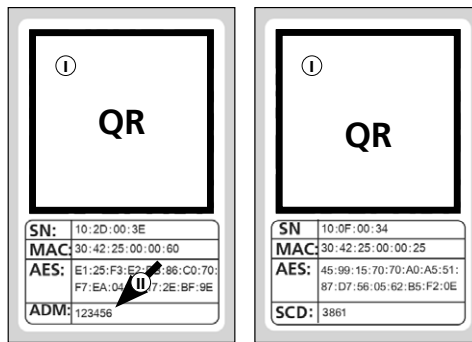 I
QR
SN: 10:2D:00:3E
MAC: 30:42:25:00:00:60
AES: E1:25:F3:E2: :86:C0:70:
F7:EA:04: :2E:BF:9E
II
ADM: 123456
I
QR
SN 10:0F:00:34
MAC: 30:42:25:00:00:25
AES: 45:99:15:70:70:A0:A5:51:
87:D7:56:05:62:B5:F2:0E
SCD: 3861